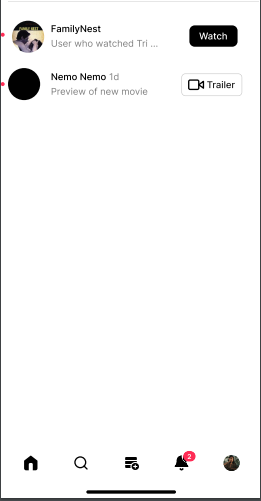 FamilyNest
User who watched Tri ...
Watch
Nemo Nemo 1d
Preview of new movie
Trailer
2